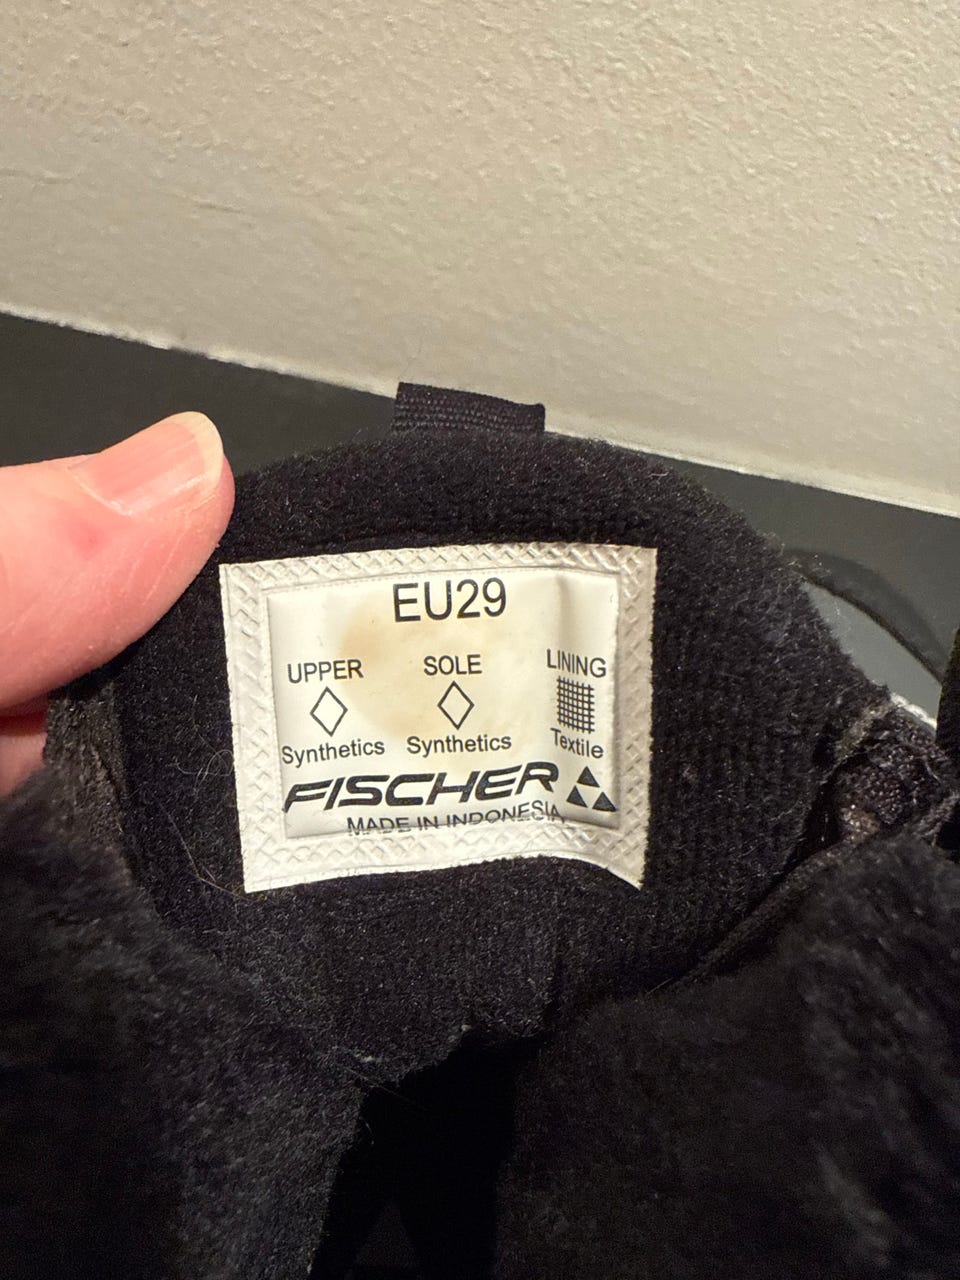 EU29
UPPER SOLE LINING
Synthetics Synthetics Textile
FISCHER
MADE IN INDONESIA